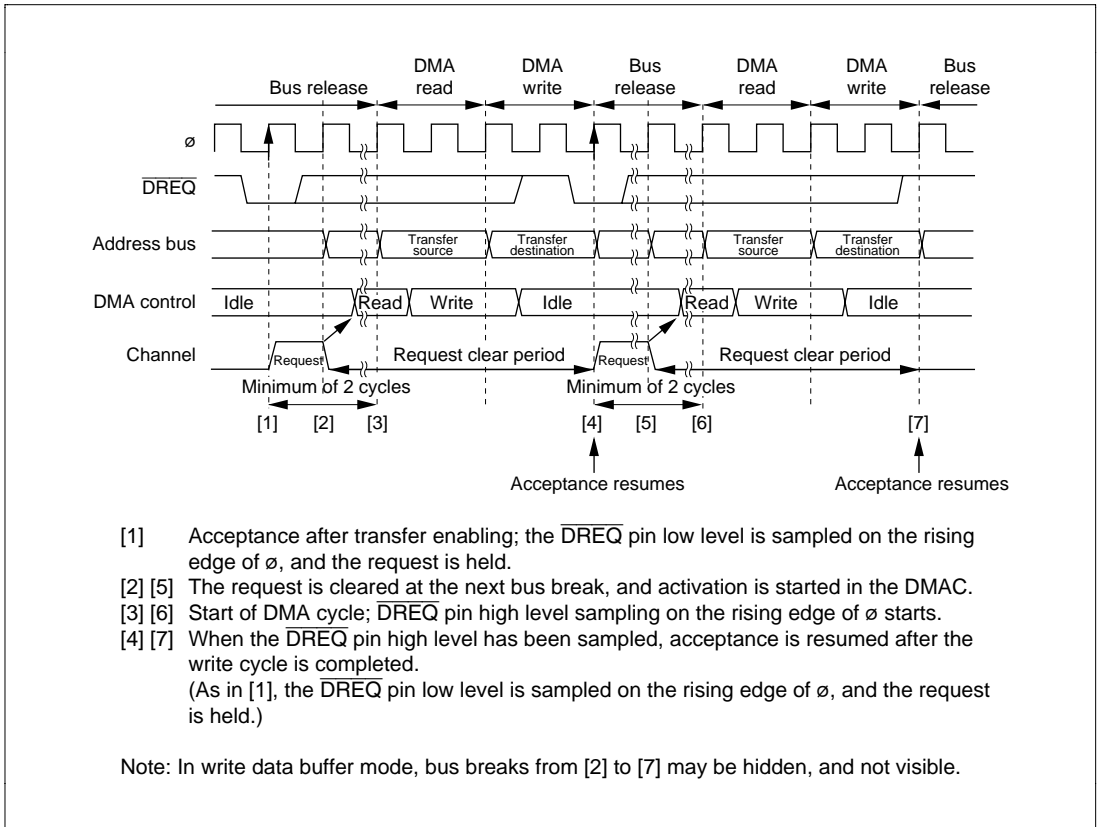 DMA DMA Bus DMA DMA Bus
Bus release read write release read write release
ø
DREQ
Address bus Transfer source Transfer destination Transfer source Transfer destination
DMA control Idle Read Write Idle Read Write Idle
Channel Request Request clear period Request Request clear period
Minimum of 2 cycles Minimum of 2 cycles
[1] [2] [3] [4] [5] [6] [7]
Acceptance resumes Acceptance resumes
[1] Acceptance after transfer enabling; the DREQ pin low level is sampled on the rising
edge of ø, and the request is held.
[2] [5] The request is cleared at the next bus break, and activation is started in the DMAC.
[3] [6] Start of DMA cycle; DREQ pin high level sampling on the rising edge of ø starts.
[4] [7] When the DREQ pin high level has been sampled, acceptance is resumed after the
write cycle is completed.
(As in [1], the DREQ pin low level is sampled on the rising edge of ø, and the request
is held.)
Note: In write data buffer mode, bus breaks from [2] to [7] may be hidden, and not visible.